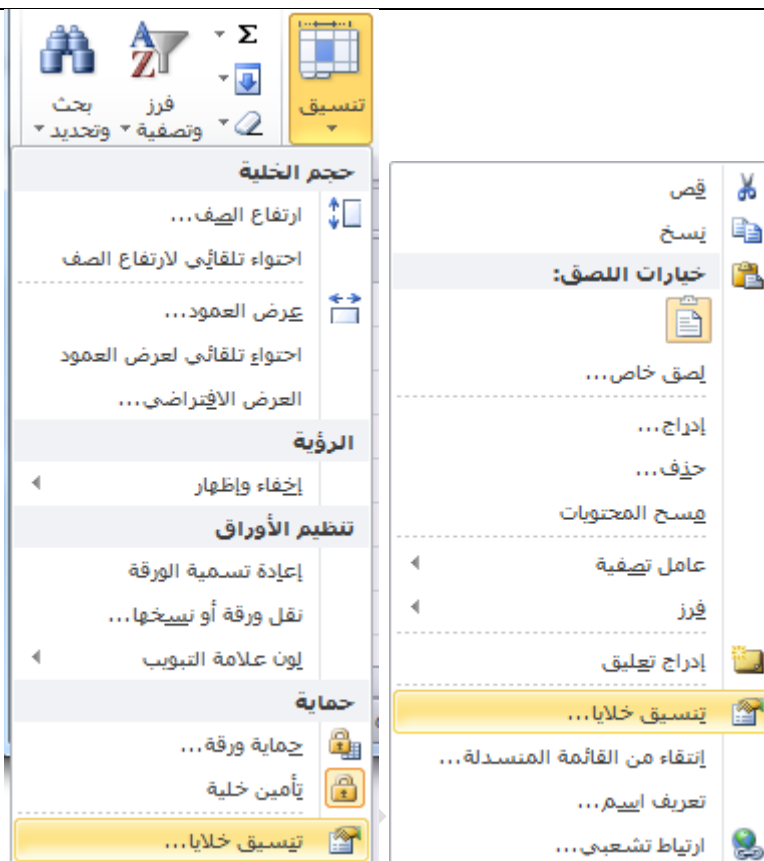 Σ
AZ
تنسيق
فرز وتصفية
بحث وتحديد
حجم الخلية
ارتفاع الصف...
احتواء تلقائي لارتفاع الصف
عرض العمود...
احتواء تلقائي لعرض العمود
العرض الافتراضي...
الرؤية
إخفاء وإظهار
تنظيم الأوراق
إعادة تسمية الورقة
نقل ورقة أو نسخها...
لون علامة التبويب
حماية
حماية ورقة...
تأمين خلية
تنسيق خلايا...
قص
نسخ
خيارات اللصق:
لصق خاص...
إدراج...
حذف...
مسح المحتويات
عامل تصفية
فرز
إدراج تعليق
تنسيق خلايا...
إنتقاء من القائمة المنسدلة...
تعريف اسم...
ارتباط تشعبي...